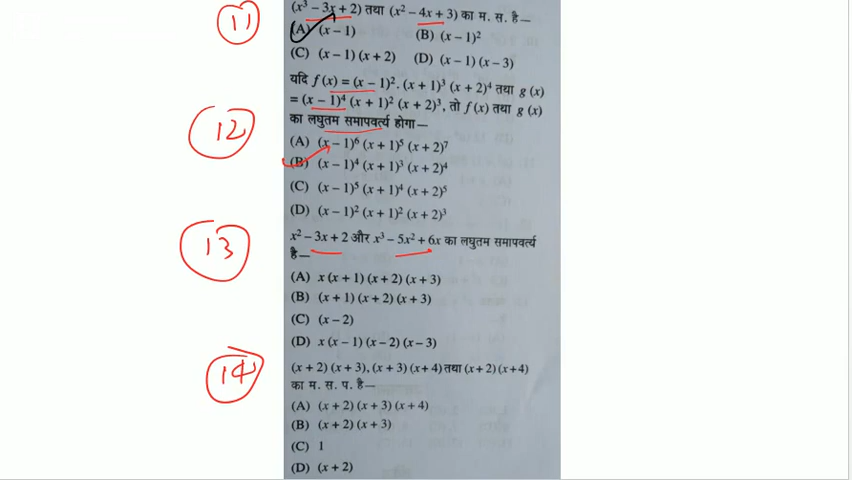 11
(x³ – 3x + 2) तथा (x² – 4x + 3) का म. स. है –
(A) (x – 1)
(B) (x – 1)²
(C) (x – 1) (x + 2)
(D) (x – 1) (x – 3)
12
यदि f (x) = (x – 1)². (x + 1)³ (x + 2)⁴ तथा g (x)
= (x – 1)⁴ (x + 1)² (x + 2)³, तो f (x) तथा g (x)
का लघुतम समापवर्त्य होगा–
(A) (x – 1)⁶ (x + 1)⁵ (x + 2)⁷
(B) (x – 1)⁴ (x + 1)³ (x + 2)⁴
(C) (x – 1)⁵ (x + 1)⁴ (x + 2)⁵
(D) (x – 1)² (x + 1)² (x + 2)³
13
x² – 3x + 2 और x³ – 5x² + 6x का लघुतम समापवर्त्य
है–
(A) x (x + 1) (x + 2) (x + 3)
(B) (x + 1) (x + 2) (x + 3)
(C) (x – 2)
(D) x (x – 1) (x – 2) (x – 3)
14
(x + 2) (x + 3), (x + 3) (x + 4) तथा (x + 2) (x + 4)
का म. स. प. है–
(A) (x + 2) (x + 3) (x + 4)
(B) (x + 2) (x + 3)
(C) 1
(D) (x + 2)